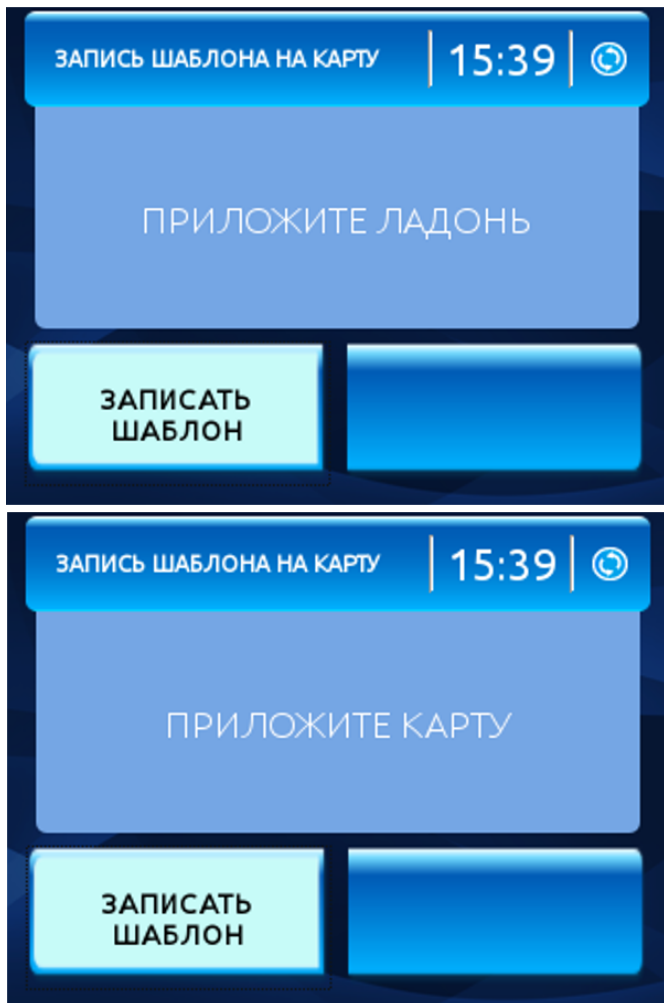 ЗАПИСЬ ШАБЛОНА НА КАРТУ 15:39
ПРИЛОЖИТЕ ЛАДОНЬ
ЗАПИСАТЬ
ШАБЛОН
ЗАПИСЬ ШАБЛОНА НА КАРТУ 15:39
ПРИЛОЖИТЕ КАРТУ
ЗАПИСАТЬ
ШАБЛОН